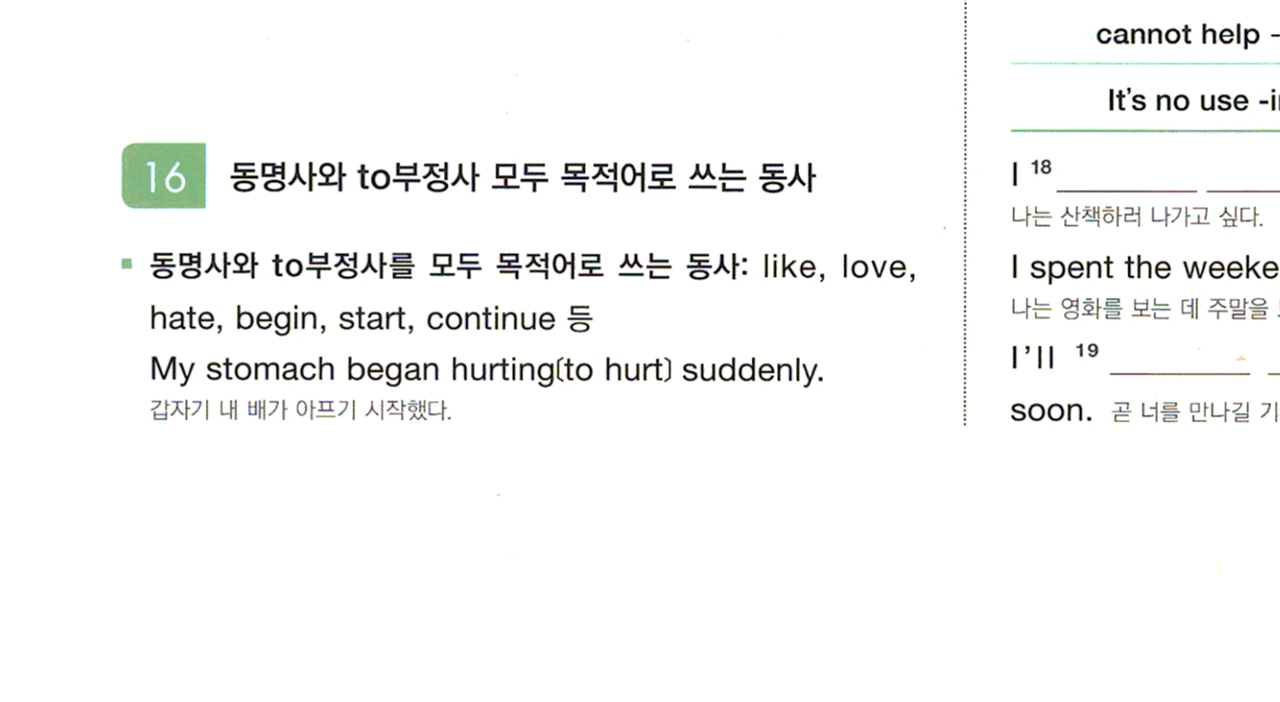 16 동명사와 to부정사 모두 목적어로 쓰는 동사
동명사와 to부정사를 모두 목적어로 쓰는 동사: like, love,
hate, begin, start, continue 등
My stomach began hurting(to hurt) suddenly.
갑자기 내 배가 아프기 시작했다.
cannot help -
It's no use -i
I 18
나는 산책하러 나가고 싶다.
I spent the weeke
나는 영화를 보는 데 주말을
I'll 19
soon. 곧 너를 만나길 기